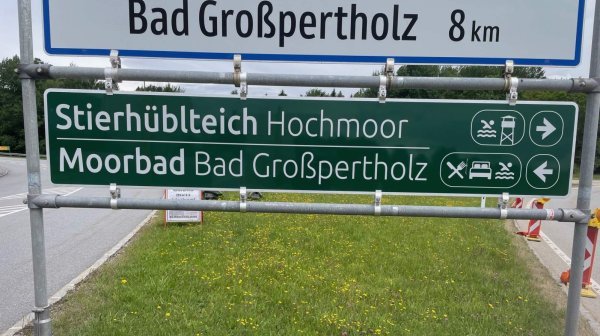 Bad Großpertholz 8 km
Stierhüblteich Hochmoor
Moorbad Bad Großpertholz